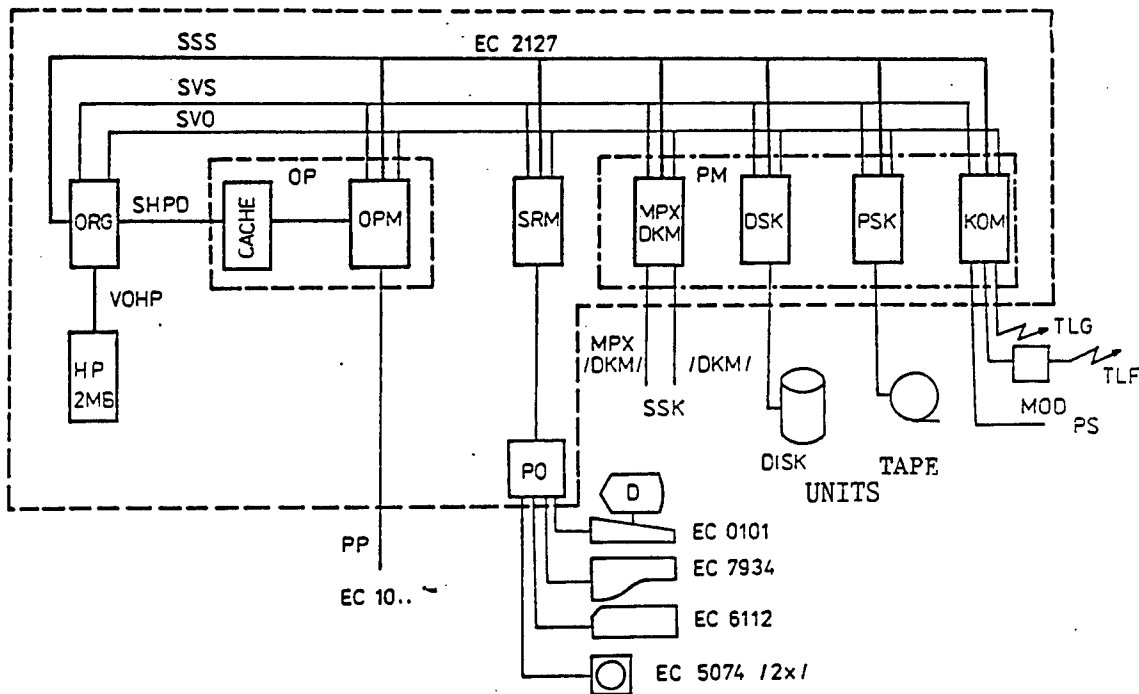 SSS
EC 2127
SVS
SVO
OP
PM
ORG
SHPD
CACHE
OPM
SRM
MPX
DKM
DSK
PSK
KOM
VOHP
HP
2МБ
MPX
/DKM/
/DKM/
SSK
TLG
TLF
MOD
PS
DISK
TAPE
UNITS
PO
D
EC 0101
PP
EC 7934
EC 10..
EC 6112
EC 5074 /2x/